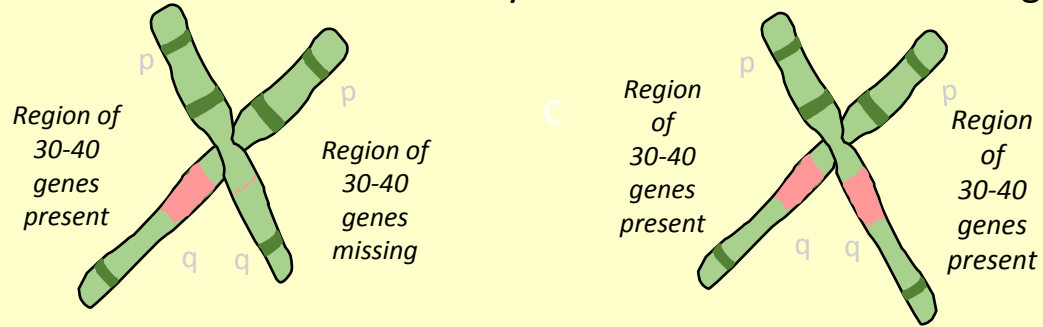 p
p
Region of
30-40
genes
present
Region of
30-40
genes
missing
q
q
c
p
p
Region
of
30-40
genes
present
Region
of
30-40
genes
present
q
q